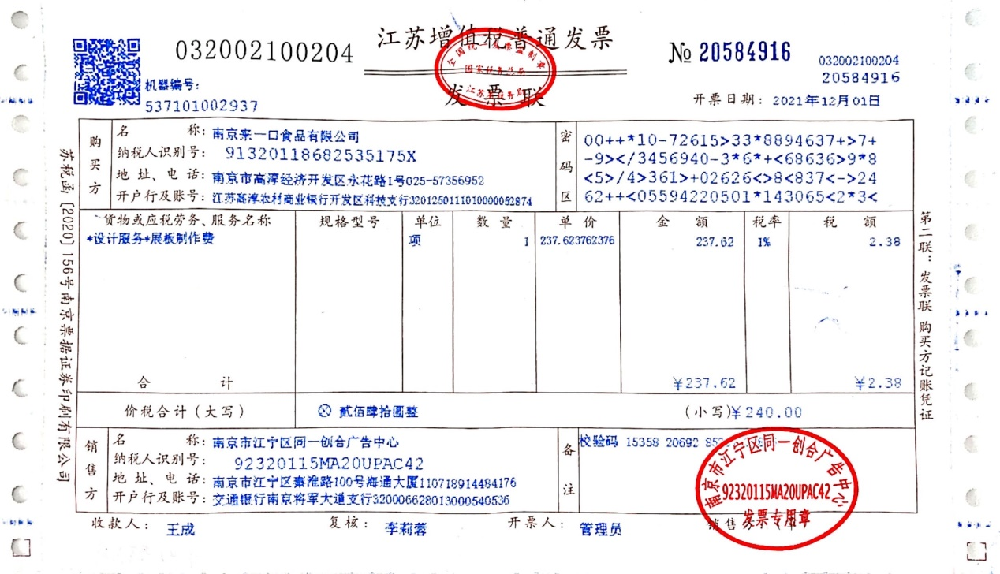 江苏增值税普通发票
发票联
全国统一发票监制章
国家税务总局
江苏省税务局
032002100204
№ 20584916
032002100204
20584916
机器编号:
537101002937
开票日期: 2021年12月01日
购买方
名称: 南京来一口食品有限公司
纳税人识别号: 91320118682535175X
地址、电话: 南京市高淳经济开发区永花路1号025-57356952
开户行及账号: 江苏高淳农村商业银行开发区科技支行3201250111010000052874
密码区
00++*10-72615>33*8894637+>7+
-9></3456940-3*6*+<68636>9*8
<5>/4>361>+02626<>8<837<->24
62++<05594220501*143065<2*3<
货物或应税劳务、服务名称 规格型号 单位 数量 单价 金额 税率 税额
*设计服务*展板制作费 项 1 237.623762376 237.62 1% 2.38
合计 ¥237.62 ¥2.38
价税合计(大写) ⊗ 贰佰肆拾圆整 (小写)¥240.00
销售方
名称: 南京市江宁区同一创合广告中心
纳税人识别号: 92320115MA20UPAC42
地址、电话: 南京市江宁区秦淮路100号海通大厦110718914484176
开户行及账号: 交通银行南京将军大道支行320006628013000540536
备注
校验码 15358 20692
南京市江宁区同一创合广告中心
92320115MA20UPAC42
发票专用章
收款人: 王成 复核: 李莉蓉 开票人: 管理员
苏税函 [2020] 156号南京票据证券印刷有限公司
第二联:发票联 购买方记账凭证